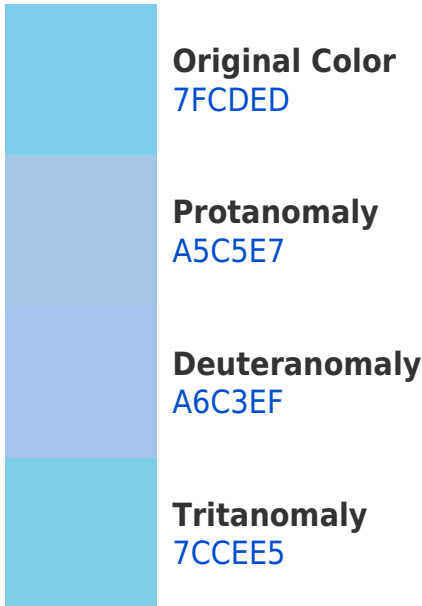 Original Color
7FCDED
Protanomaly
A5C5E7
Deuteranomaly
A6C3EF
Tritanomaly
7CCEE5